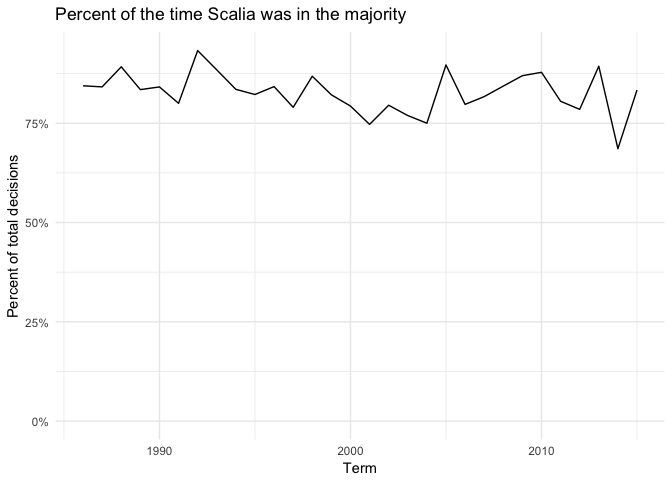 Percent of the time Scalia was in the majority
Percent of total decisions
75%
50%
25%
0%
1990
2000
2010
Term